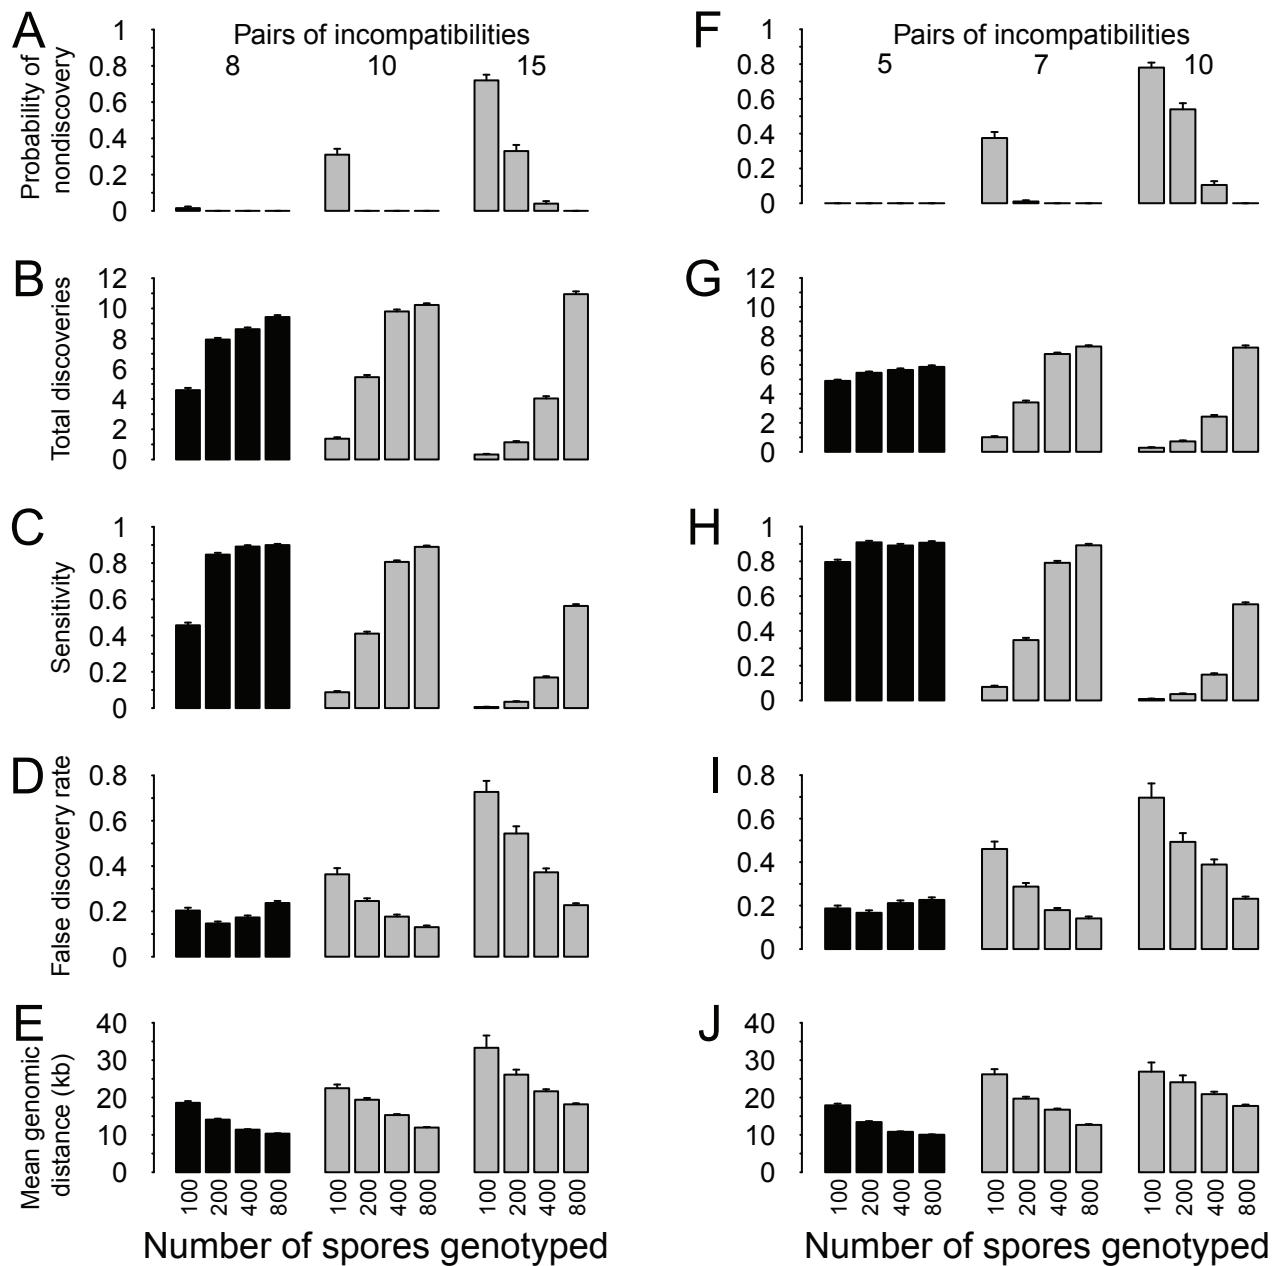 A
Probability of
nondiscovery
1
0.8
0.6
0.4
0.2
0
Pairs of incompatibilities
8 10 15
B
Total discoveries
12
10
8
6
4
2
0
C
Sensitivity
1
0.8
0.6
0.4
0.2
0
D
False discovery rate
0.8
0.6
0.4
0.2
0
E
Mean genomic
distance (kb)
40
30
20
10
0
100 200 400 800 100 200 400 800 100 200 400 800
Number of spores genotyped
F
1
0.8
0.6
0.4
0.2
0
Pairs of incompatibilities
5 7 10
G
12
10
8
6
4
2
0
H
1
0.8
0.6
0.4
0.2
0
I
0.8
0.6
0.4
0.2
0
J
40
30
20
10
0
100 200 400 800 100 200 400 800 100 200 400 800
Number of spores genotyped